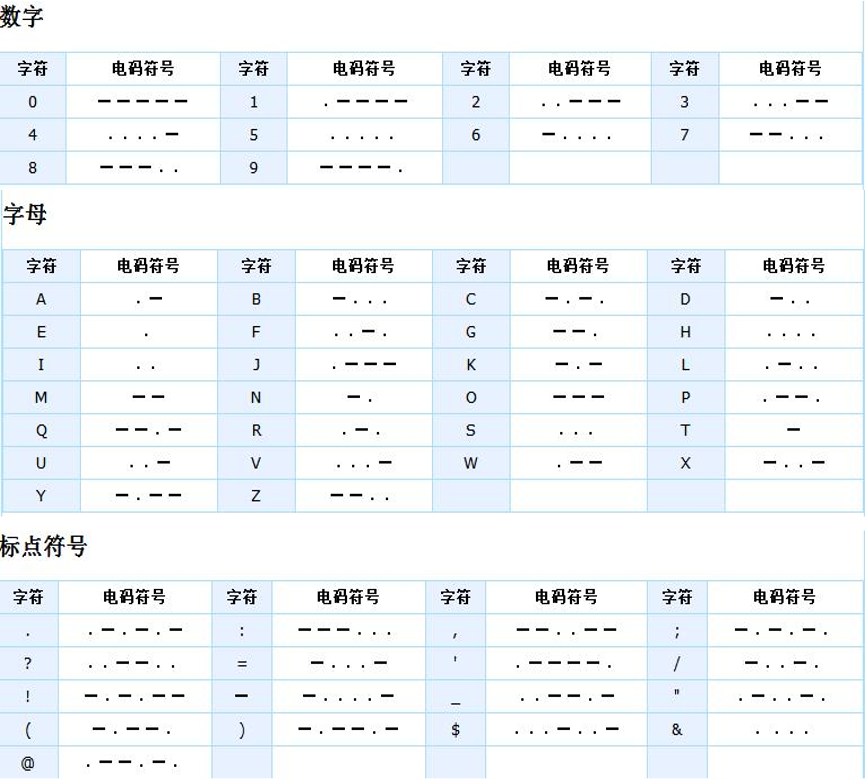 数字
字符 电码符号 字符 电码符号 字符 电码符号 字符 电码符号
0 ━ ━ ━ ━ ━ 1 . ━ ━ ━ ━ 2 . . ━ ━ ━ 3 . . . ━ ━
4 . . . . ━ 5 . . . . . 6 ━ . . . . 7 ━ ━ . . .
8 ━ ━ ━ . . 9 ━ ━ ━ ━ .
字母
字符 电码符号 字符 电码符号 字符 电码符号 字符 电码符号
A . ━ B ━ . . . C ━ . ━ . D ━ . .
E . F . . ━ . G ━ ━ . H . . . .
I . . J . ━ ━ ━ K ━ . ━ L . ━ . .
M ━ ━ N ━ . O ━ ━ ━ P . ━ ━ .
Q ━ ━ . ━ R . ━ . S . . . T ━
U . . ━ V . . . ━ W . ━ ━ X ━ . . ━
Y ━ . ━ ━ Z ━ ━ . .
标点符号
字符 电码符号 字符 电码符号 字符 电码符号 字符 电码符号
. . ━ . ━ . ━ : ━ ━ ━ . . . , ━ ━ . . ━ ━ ; ━ . ━ . ━ .
? . . ━ ━ . . = ━ . . . ━ ' . ━ ━ ━ ━ . / ━ . . ━ .
! ━ . ━ . ━ ━ ━ ━ . . . . ━ _ . . ━ ━ . ━ " . ━ . . ━ .
( ━ . ━ ━ . ) ━ . ━ ━ . ━ $ . . . ━ . . ━ & . . . .
@ . ━ ━ . ━ .